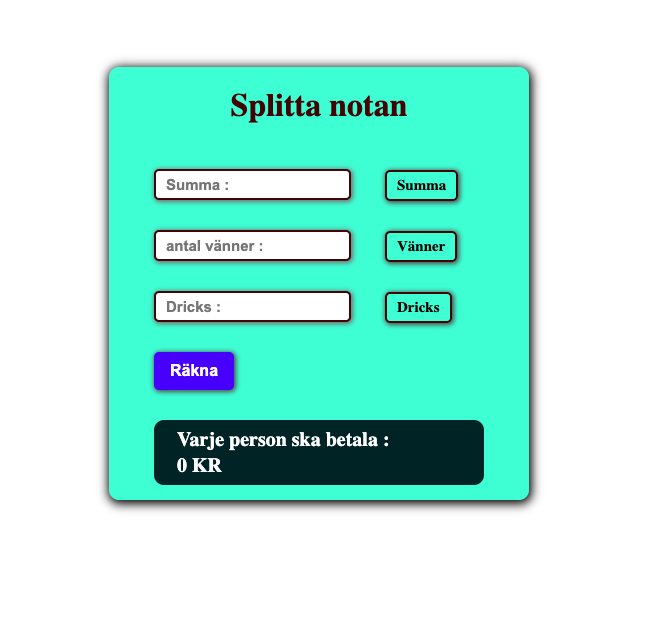 Splitta notan
Summa :
Summa
antal vänner :
Vänner
Dricks :
Dricks
Räkna
Varje person ska betala :
0 KR